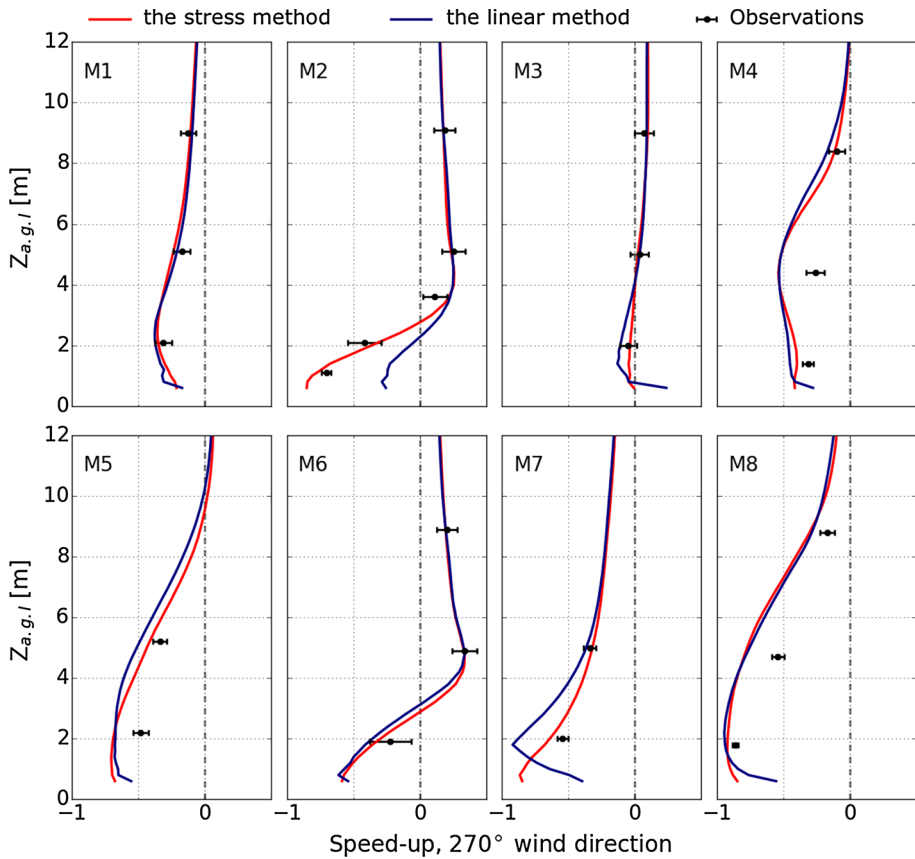 the stress method the linear method Observations
12 M1 M2 M3 M4
10
8
Z a.g.l [m]
6
4
2
0
12 M5 M6 M7 M8
10
8
Z a.g.l [m]
6
4
2
0
−1 0 −1 0 −1 0 −1 0
Speed-up, 270° wind direction